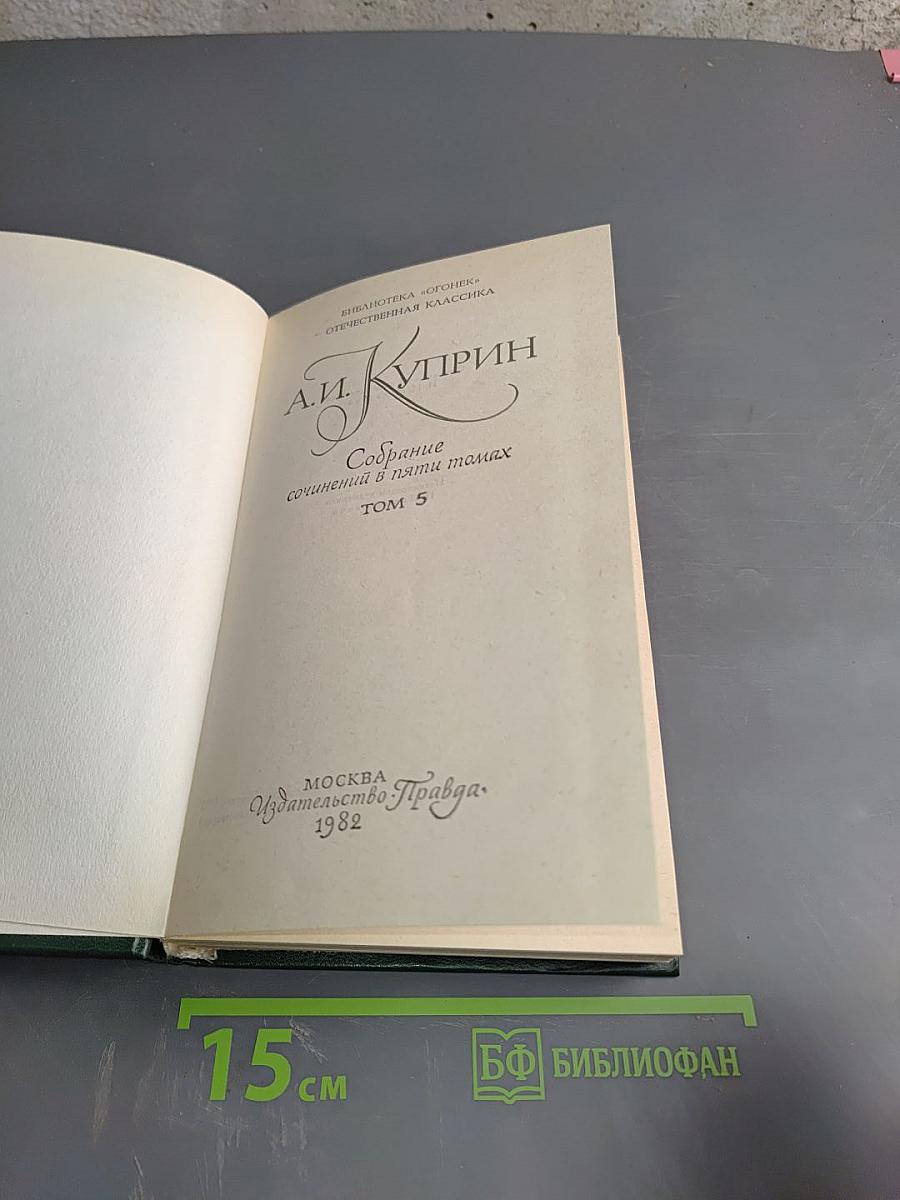 БИБЛИОТЕКА «ОГОНЕК»
ОТЕЧЕСТВЕННАЯ КЛАССИКА
А.И. КУПРИН
Собрание
сочинений в пяти томах
ТОМ 5
МОСКВА
Издательство «Правда»
1982
15 см
БФ БИБЛИОФАН